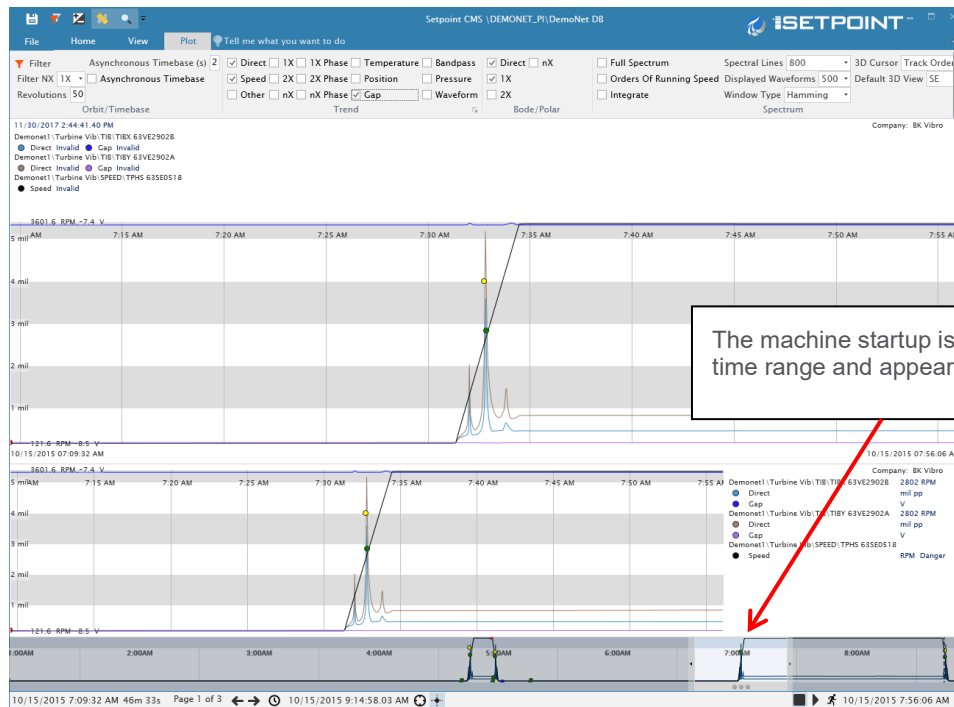 Setpoint CMS \DEMONET_PI\DemoNet DB
SETPOINT
File Home View Plot Tell me what you want to do
Filter Asynchronous Timebase (s) 2 Direct 1X 1X Phase Temperature Bandpass Direct nX Full Spectrum Spectral Lines 800 3D Cursor Track Order
Filter NX 1X Asynchronous Timebase Speed 2X 2X Phase Position Pressure 1X Orders Of Running Speed Displayed Waveforms 500 Default 3D View SE
Revolutions 50 Other nX nX Phase Gap Waveform 2X Integrate Window Type Hamming
Orbit/Timebase Trend Bode/Polar Spectrum
11/30/2017 2:44:41.40 PM Company: BK Vibro
Demonet1\Turbine Vib\TIB\TIBX 63VE2902B
Direct Invalid Gap Invalid
Demonet1\Turbine Vib\TIB\TIBY 63VE2902A
Direct Invalid Gap Invalid
Demonet1\Turbine Vib\SPEED\TPHS 63SE0518
Speed Invalid
3601.6 RPM -7.4 V
AM 7:15 AM 7:20 AM 7:25 AM 7:30 AM 7:35 AM 7:40 AM 7:45 AM 7:50 AM 7:55 A
5 mil
4 mil
3 mil
The machine startup is
time range and appear
2 mil
1 mil
121.6 RPM -8.5 V
10/15/2015 07:09:32 AM 10/15/2015 07:56:06 A
3601.6 RPM -7.4 V Company: BK Vibro
5 mil AM 7:15 AM 7:20 AM 7:25 AM 7:30 AM 7:35 AM 7:40 AM 7:45 AM 7:50 AM 7:55 A
Demonet1\Turbine Vib\TIB\TIBX 63VE2902B 2802 RPM
Direct mil pp
Gap V
4 mil
Demonet1\Turbine Vib\TIB\TIBY 63VE2902A 2802 RPM
Direct mil pp
Gap V
3 mil
Demonet1\Turbine Vib\SPEED\TPHS 63SE0518
Speed RPM Danger
2 mil
1 mil
121.6 RPM -8.5 V
:00AM 2:00AM 3:00AM 4:00AM 5:00AM 6:00AM 7:00AM 8:00AM
10/15/2015 7:09:32 AM 46m 33s Page 1 of 3 10/15/2015 9:14:58.03 AM 10/15/2015 7:56:06 AM